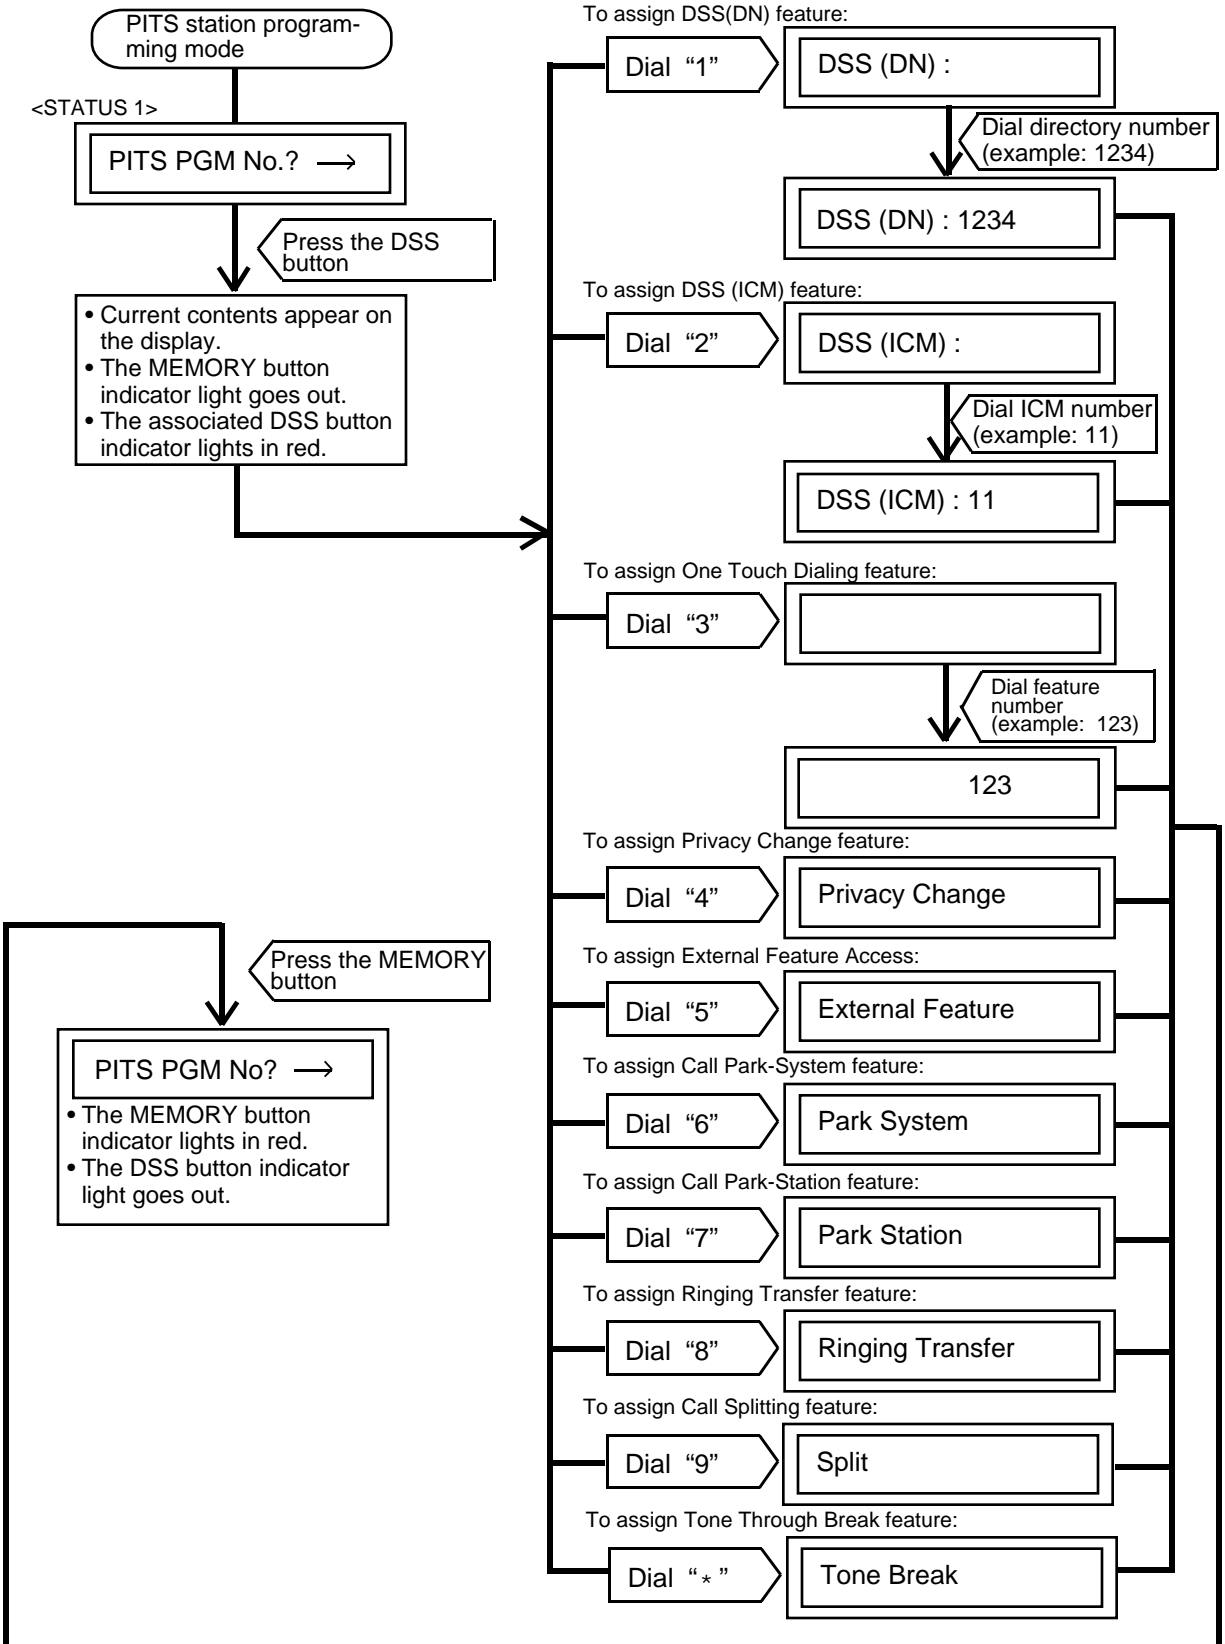 PITS station program-
ming mode
<STATUS 1>
PITS PGM No.? →
Press the DSS
button
• Current contents appear on
the display.
• The MEMORY button
indicator light goes out.
• The associated DSS button
indicator lights in red.
To assign DSS(DN) feature:
Dial “1”
DSS (DN) :
Dial directory number
(example: 1234)
DSS (DN) : 1234
To assign DSS (ICM) feature:
Dial “2”
DSS (ICM) :
Dial ICM number
(example: 11)
DSS (ICM) : 11
To assign One Touch Dialing feature:
Dial “3”
Dial feature
number
(example: 123)
123
To assign Privacy Change feature:
Dial “4”
Privacy Change
To assign External Feature Access:
Dial “5”
External Feature
To assign Call Park-System feature:
Dial “6”
Park System
To assign Call Park-Station feature:
Dial “7”
Park Station
To assign Ringing Transfer feature:
Dial “8”
Ringing Transfer
To assign Call Splitting feature:
Dial “9”
Split
To assign Tone Through Break feature:
Dial “*”
Tone Break
Press the MEMORY
button
PITS PGM No? →
• The MEMORY button
indicator lights in red.
• The DSS button indicator
light goes out.